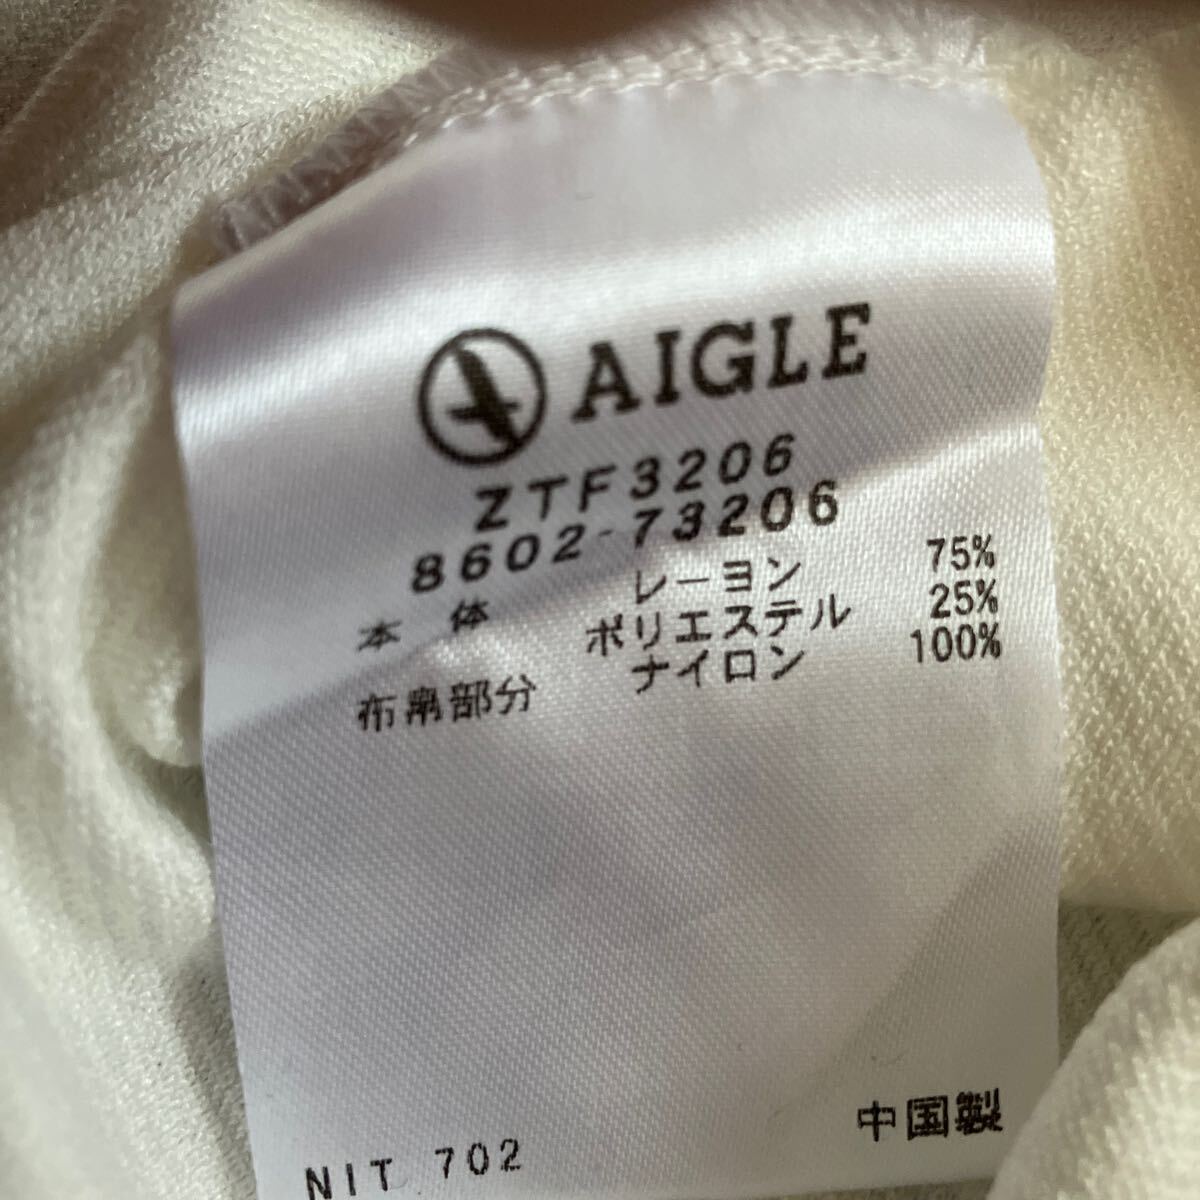 AIGLE
ZTF3206
8602-73206
本体 レーヨン 75%
ポリエステル 25%
布帛部分 ナイロン 100%
中国製
NIT 702